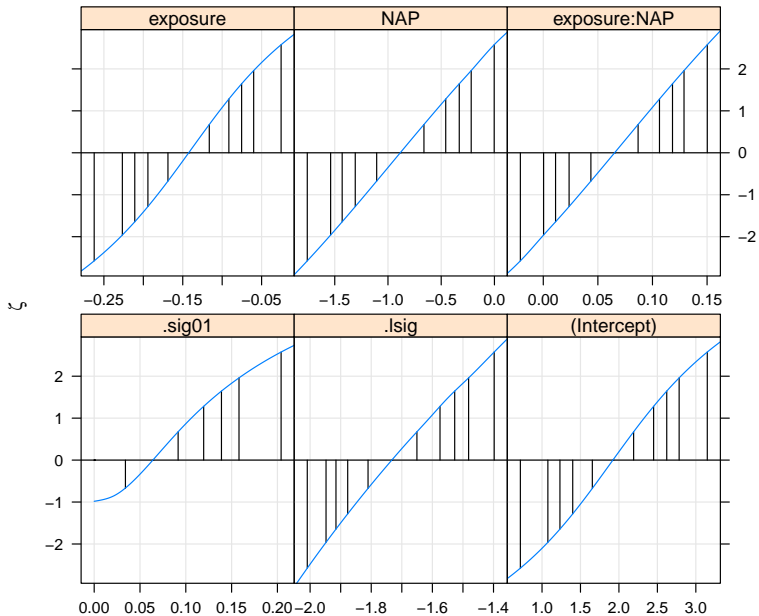 exposure NAP exposure:NAP
2
1
0
−1
−2
−0.25 −0.15 −0.05 −1.5 −1.0 −0.5 0.0 0.00 0.05 0.10 0.15
ζ
.sig01 .lsig (Intercept)
2
1
0
−1
−2
0.00 0.05 0.10 0.15 0.20 −2.0 −1.8 −1.6 −1.4 1.0 1.5 2.0 2.5 3.0